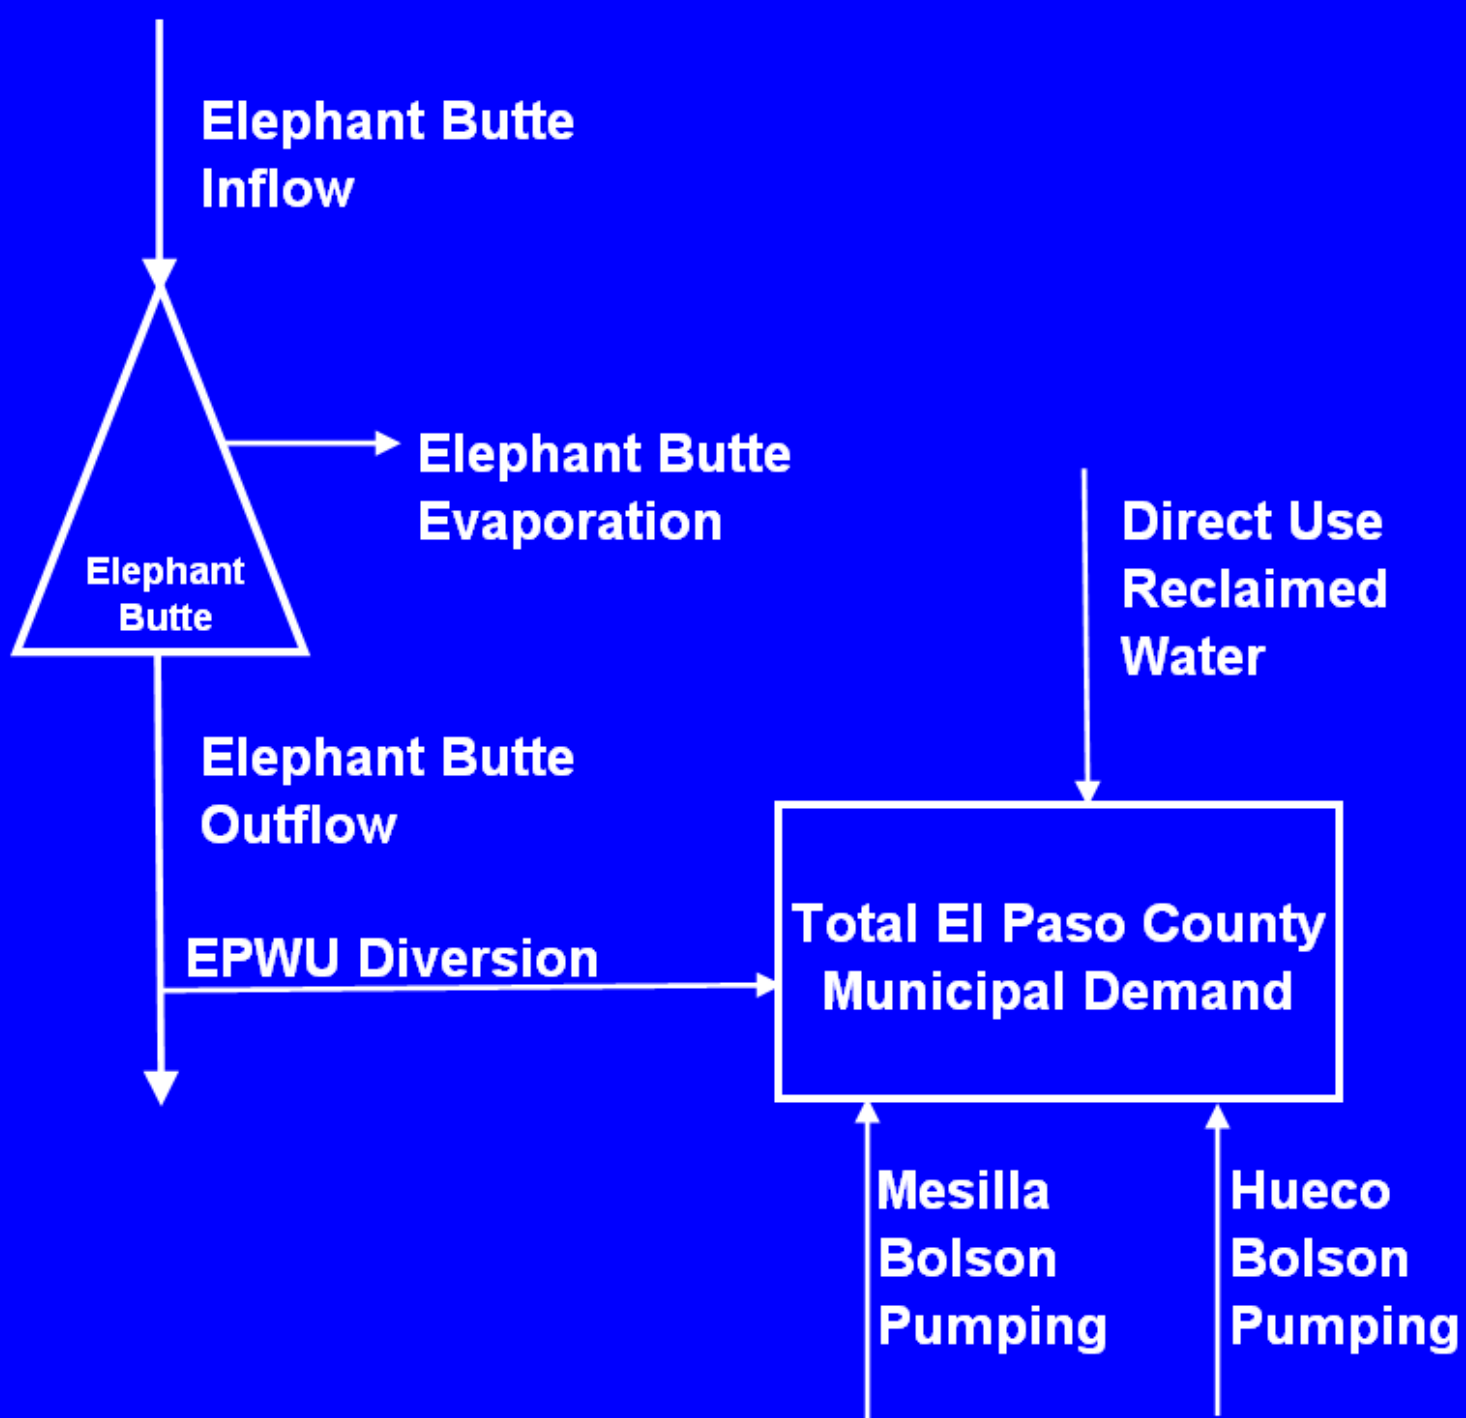 Elephant Butte
Inflow
Elephant Butte
Evaporation
Elephant
Butte
Direct Use
Reclaimed
Water
Elephant Butte
Outflow
EPWU Diversion
Total El Paso County
Municipal Demand
Mesilla
Bolson
Pumping
Hueco
Bolson
Pumping